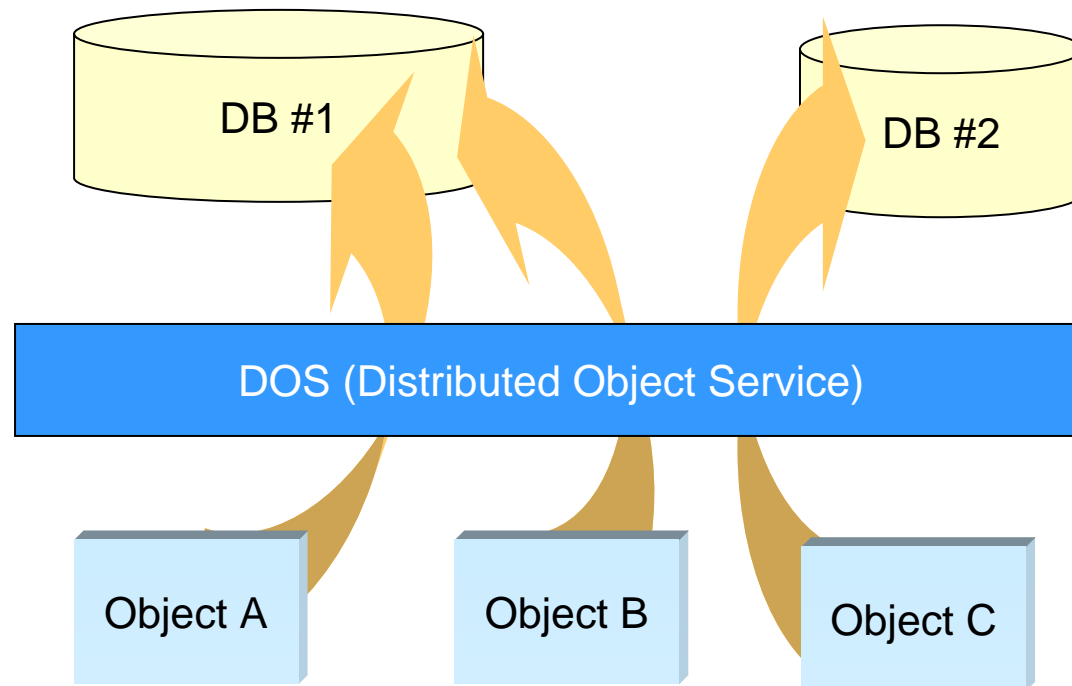 DB #1
DB #2
DOS (Distributed Object Service)
Object A
Object B
Object C